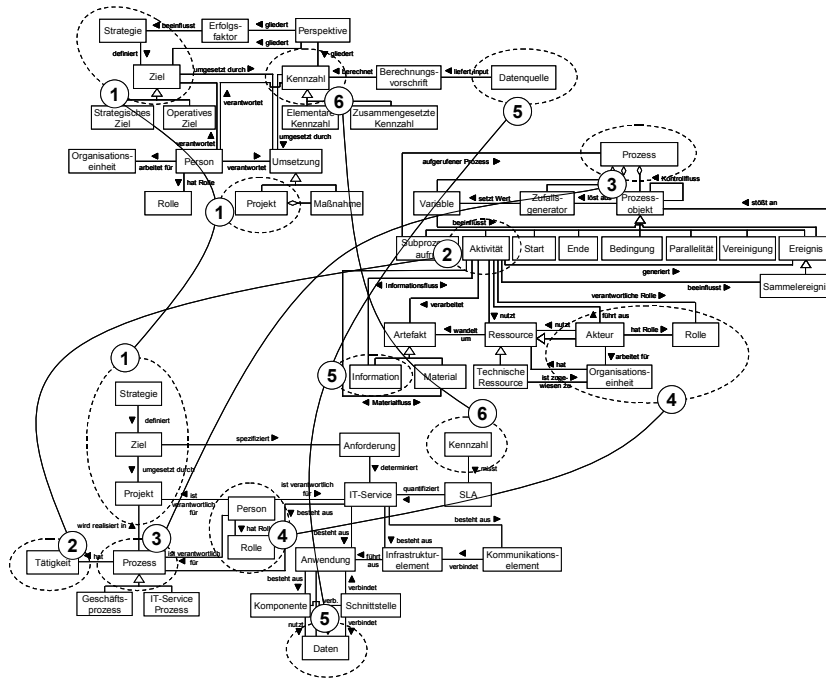 Strategie
beeinflusst
Erfolgs-
faktor
gliedert
Perspektive
definiert
gliedert
gliedert
Ziel
umgesetzt durch
Kennzahl
berechnet
Berechnungs-
vorschrift
liefert Input
Datenquelle
1
verantwortet
6
5
Strategisches
Ziel
Operatives
Ziel
Elementare
Kennzahl
Zusammengesetzte
Kennzahl
verantwortet
umgesetzt durch
Organisations-
einheit
arbeitet für
Person
verantwortet
Umsetzung
hat Rolle
Rolle
1
Projekt
Maßnahme
Prozess
aufgerufener Prozess
3
Kontrollfluss
Variable
setzt Wert
Zufalls-
generator
löst aus
Prozess-
objekt
stößt an
beeinflusst
2
Aktivität
Start
Ende
Bedingung
Parallelität
Vereinigung
Ereignis
generiert
Informationsfluss
beeinflusst
Sammelereignis
verarbeitet
verantwortliche Rolle
nutzt
führt aus
Artefakt
wandelt
um
Ressource
nutzt
Akteur
hat Rolle
Rolle
hat
arbeitet für
5
Information
Material
Technische
Ressource
ist zoge-
wiesen zu
Organisations-
einheit
Materialfluss
4
1
6
Strategie
definiert
Ziel
spezifiziert
Anforderung
Kennzahl
umgesetzt durch
determiniert
misst
Projekt
ist
verantwortlich
für
ist verantwortlich
für
IT-Service
quantifiziert
SLA
Person
besteht aus
wird realisiert in
hat Rolle
4
besteht aus
besteht aus
besteht aus
2
3
Rolle
Tätigkeit
hat
Prozess
ist verantwortlich
für
Anwendung
führt
aus
Infrastruktur-
element
verbindet
Kommunikations-
element
besteht aus
verbindet
Geschäfts-
prozess
IT-Service
Prozess
Komponente
verb.
Schnittstelle
5
nutzt
verbindet
Daten